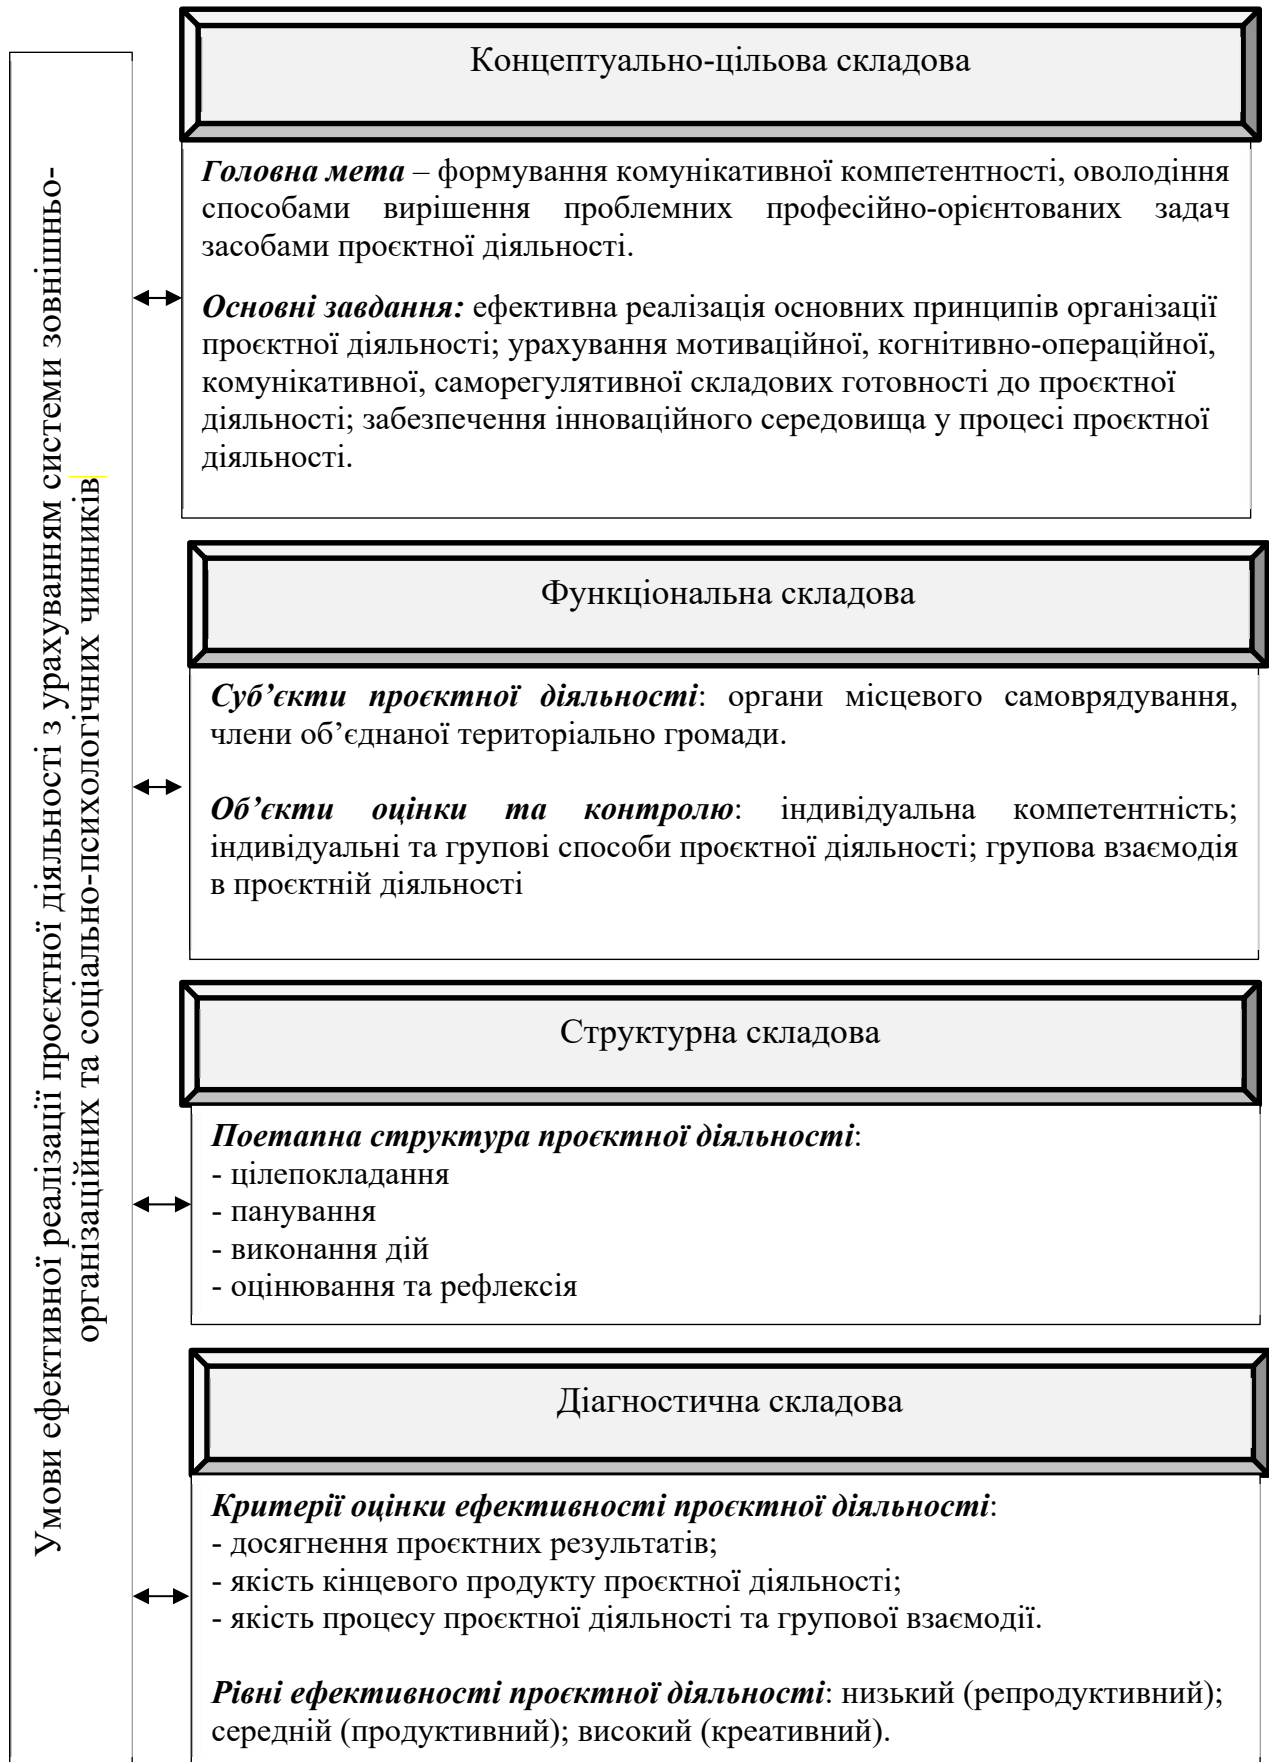 Умови ефективної реалізації проєктної діяльності з урахуванням системи зовнішньо-
організаційних та соціально-психологічних чинників
Концептуально-цільова складова
Головна мета – формування комунікативної компетентності, оволодіння
способами вирішення проблемних професійно-орієнтованих задач
засобами проєктної діяльності.
Основні завдання: ефективна реалізація основних принципів організації
проєктної діяльності; урахування мотиваційної, когнітивно-операційної,
комунікативної, саморегулятивної складових готовності до проєктної
діяльності; забезпечення інноваційного середовища у процесі проєктної
діяльності.
Функціональна складова
Суб’єкти проєктної діяльності: органи місцевого самоврядування,
члени об’єднаної територіально громади.
Об’єкти оцінки та контролю: індивідуальна компетентність;
індивідуальні та групові способи проєктної діяльності; групова взаємодія
в проєктній діяльності
Структурна складова
Поетапна структура проєктної діяльності:
- цілепокладання
- панування
- виконання дій
- оцінювання та рефлексія
Діагностична складова
Критерії оцінки ефективності проєктної діяльності:
- досягнення проєктних результатів;
- якість кінцевого продукту проєктної діяльності;
- якість процесу проєктної діяльності та групової взаємодії.
Рівні ефективності проєктної діяльності: низький (репродуктивний);
середній (продуктивний); високий (креативний).